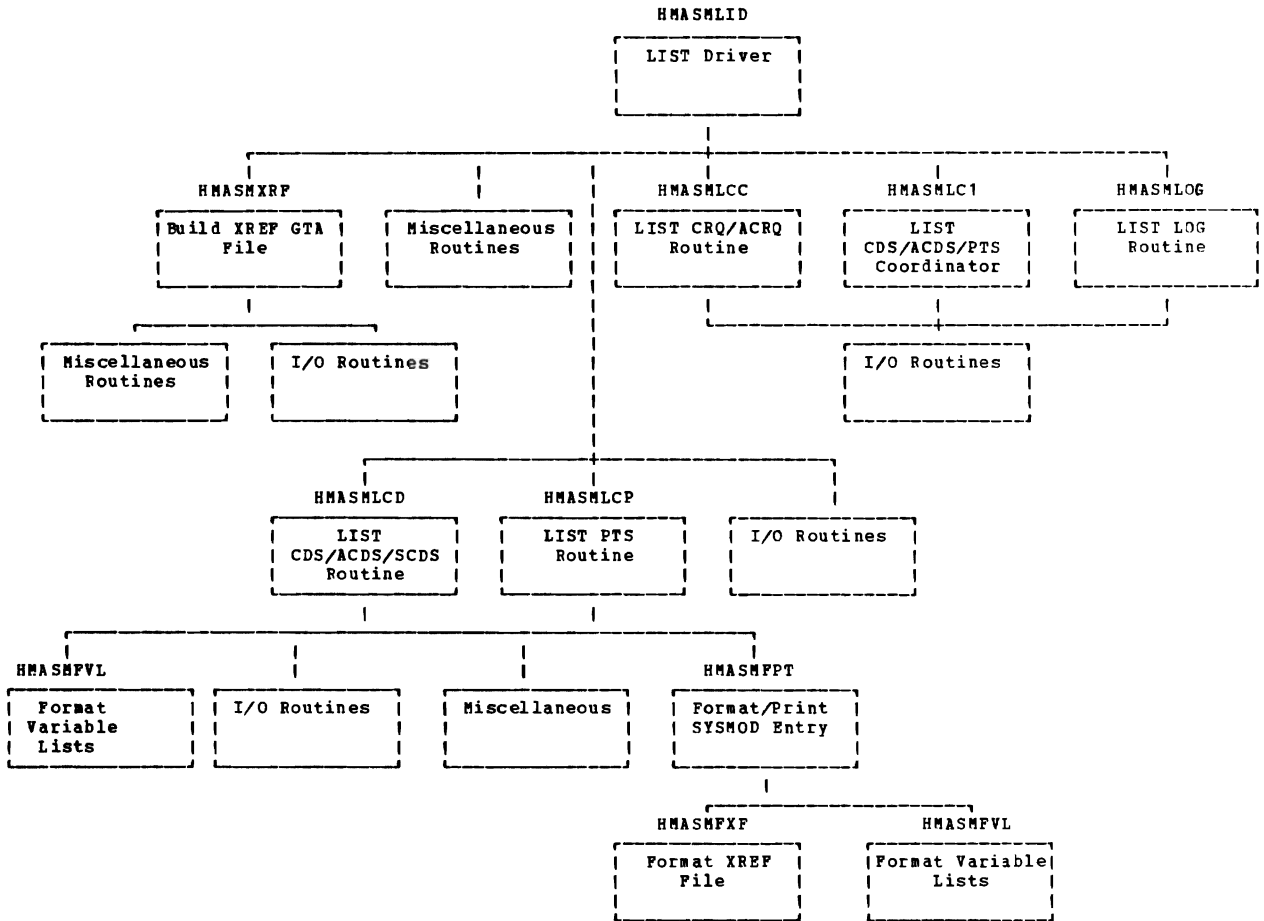 HMASMLID
LIST Driver
HMASMXRF
HMASMLCC
HMASMLC1
HMASMLOG
Build XREF GTA
File
Miscellaneous
Routines
LIST CRQ/ACRQ
Routine
LIST
CDS/ACDS/PTS
Coordinator
LIST LOG
Routine
Miscellaneous
Routines
I/O Routines
I/O Routines
HMASMLCD
HMASMLCP
LIST
CDS/ACDS/SCDS
Routine
LIST PTS
Routine
I/O Routines
HMASMFVL
HMASMFPT
Format
Variable
Lists
I/O Routines
Miscellaneous
Format/Print
SYSMOD Entry
HMASMFXF
HMASMFVL
Format XREF
File
Format Variable
Lists